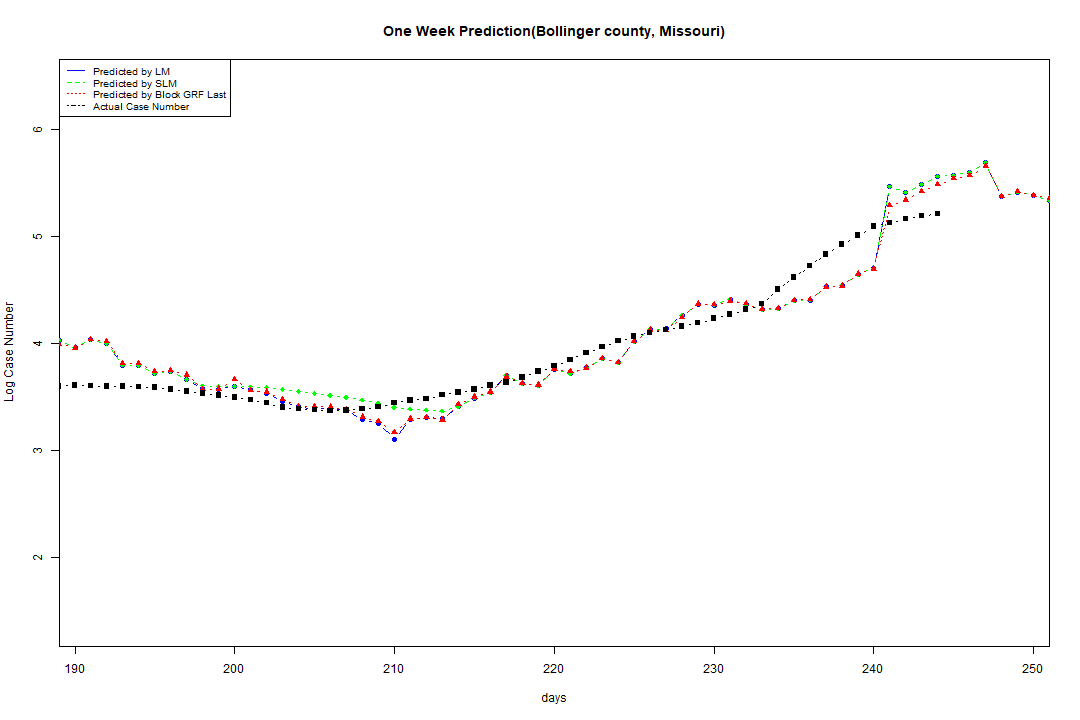 One Week Prediction(Bollinger county, Missouri)
Predicted by LM
Predicted by SLM
Predicted by Block GRF Last
Actual Case Number
6
5
4
3
2
Log Case Number
190 200 210 220 230 240 250
days